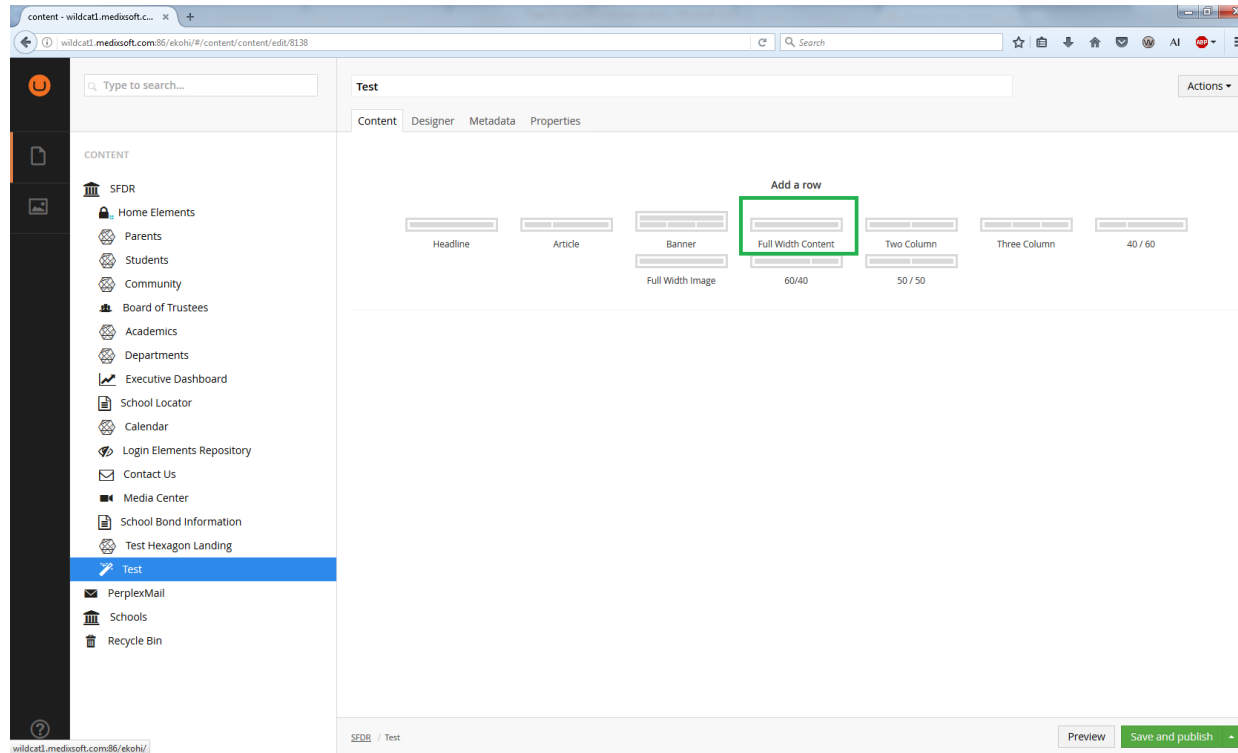 content - wildcat1.medixsoft.c...
wildcat1.medixsoft.com:86/ekohi/#/content/content/edit/8138
Search
W AI ABP
Type to search...
Test
Actions
Content Designer Metadata Properties
CONTENT
SFDR
Home Elements
Parents
Students
Community
Board of Trustees
Academics
Departments
Executive Dashboard
School Locator
Calendar
Login Elements Repository
Contact Us
Media Center
School Bond Information
Test Hexagon Landing
Test
PerplexMail
Schools
Recycle Bin
Add a row
Headline Article Banner Full Width Content Two Column Three Column 40 / 60
Full Width Image 60/40 50 / 50
SFDR / Test
Preview Save and publish
wildcat1.medixsoft.com:86/ekohi/